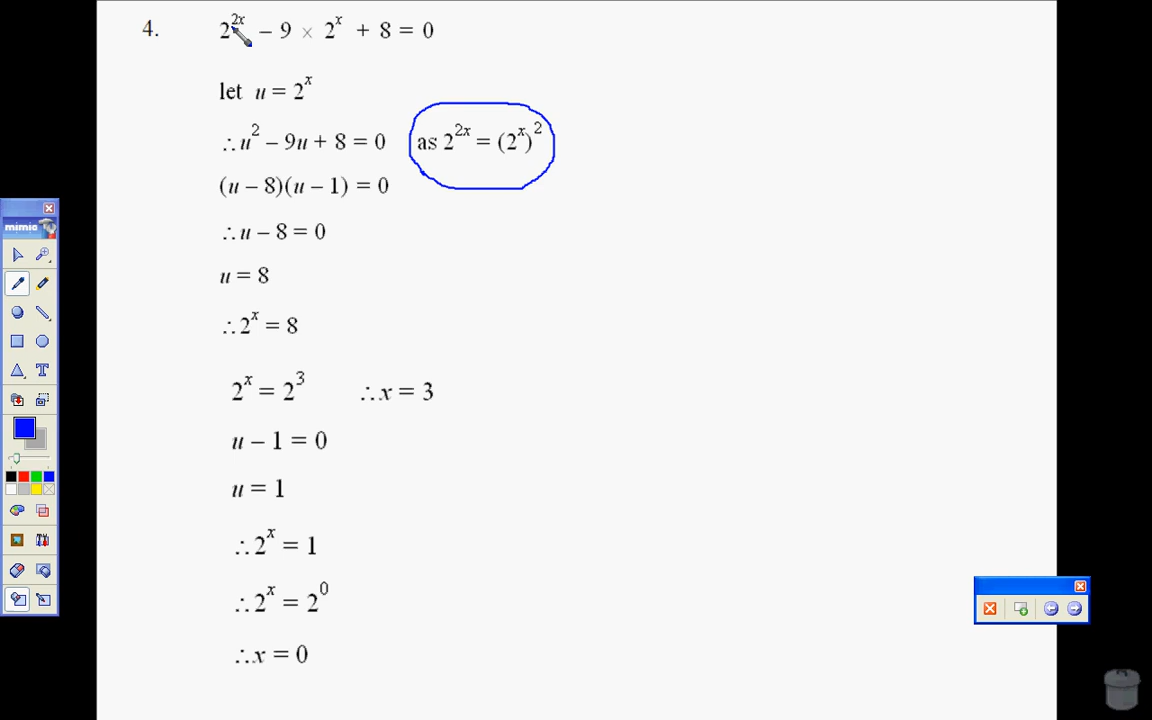 4. 2^{2x} – 9 × 2^x + 8 = 0
let u = 2^x
∴ u^2 – 9u + 8 = 0 as 2^{2x} = (2^x)^2
(u – 8)(u – 1) = 0
∴ u – 8 = 0
u = 8
∴ 2^x = 8
2^x = 2^3 ∴ x = 3
u – 1 = 0
u = 1
∴ 2^x = 1
∴ 2^x = 2^0
∴ x = 0
mimio
T